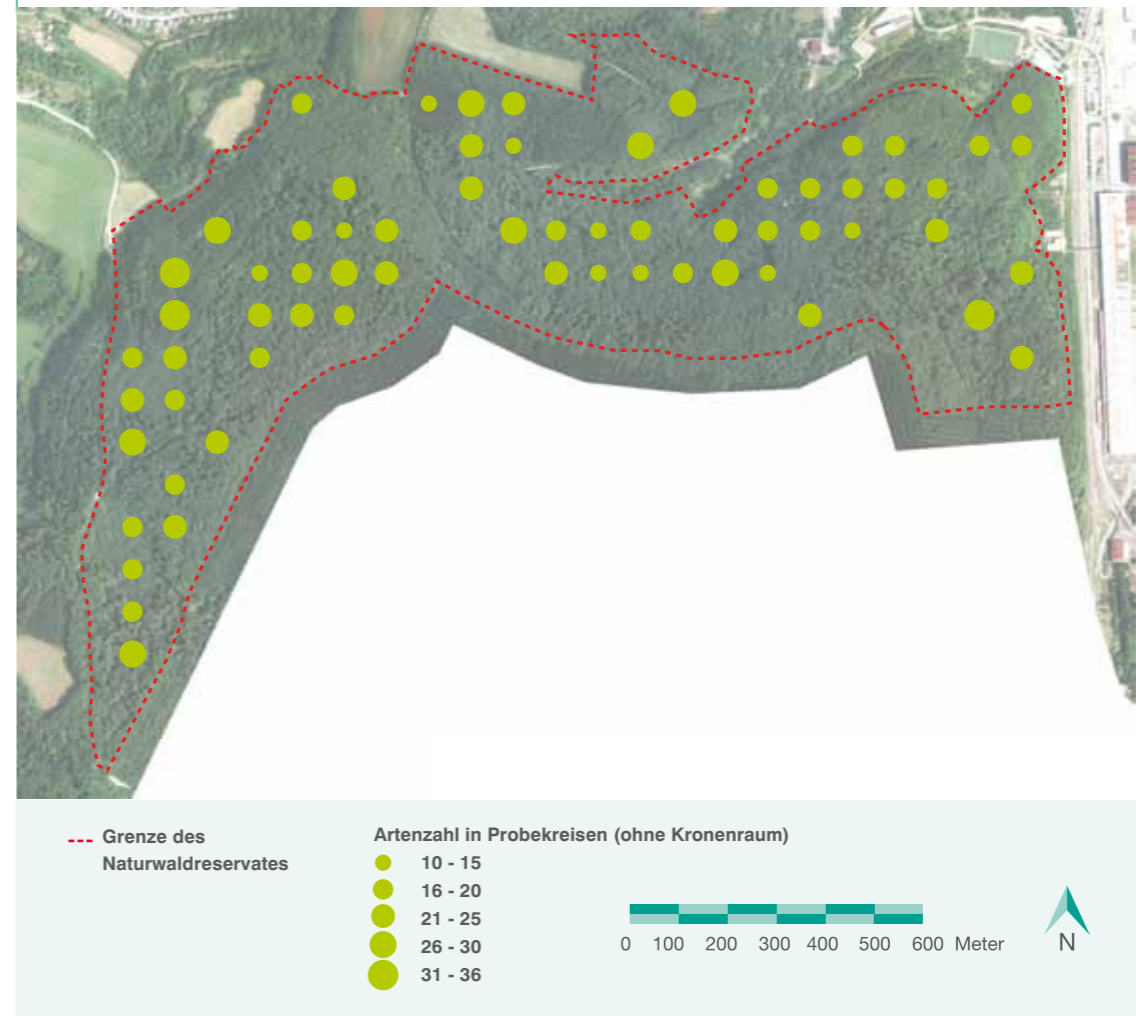 Grenze des
Naturwaldreservates
Artenzahl in Probekreisen (ohne Kronenraum)
10 - 15
16 - 20
21 - 25
26 - 30
31 - 36
0 100 200 300 400 500 600 Meter
N